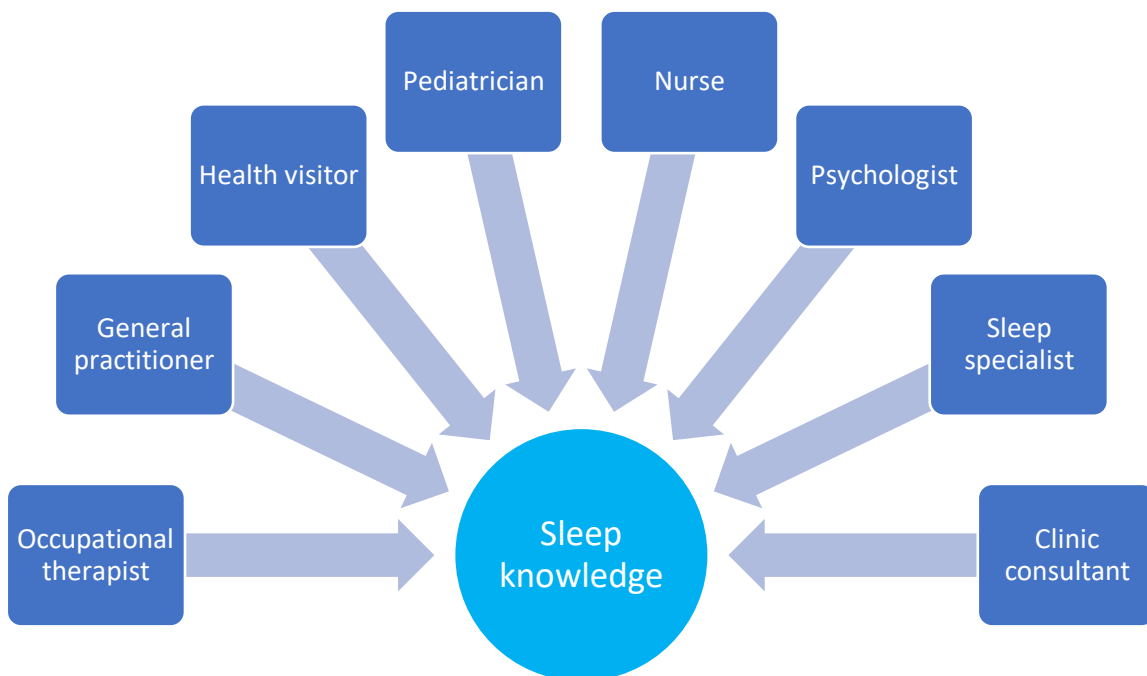 Pediatrician
Nurse
Health visitor
Psychologist
General
practitioner
Sleep
specialist
Occupational
therapist
Sleep
knowledge
Clinic
consultant